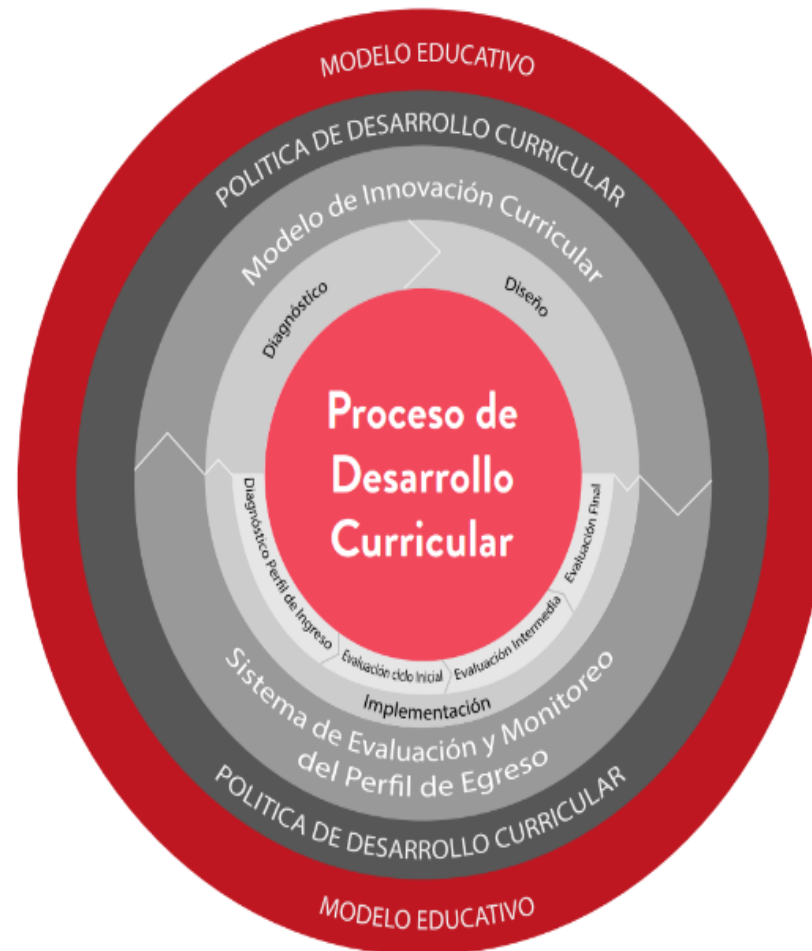 MODELO EDUCATIVO
POLITICA DE DESARROLLO CURRICULAR
Modelo de Innovación Curricular
Diagnóstico
Diseño
Proceso de
Desarrollo
Curricular
Diagnóstico Perfil de Ingreso
Evaluación ciclo Inicial
Evaluación Intermedia
Evaluación Final
Implementación
Sistema de Evaluación y Monitoreo
del Perfil de Egreso
POLITICA DE DESARROLLO CURRICULAR
MODELO EDUCATIVO